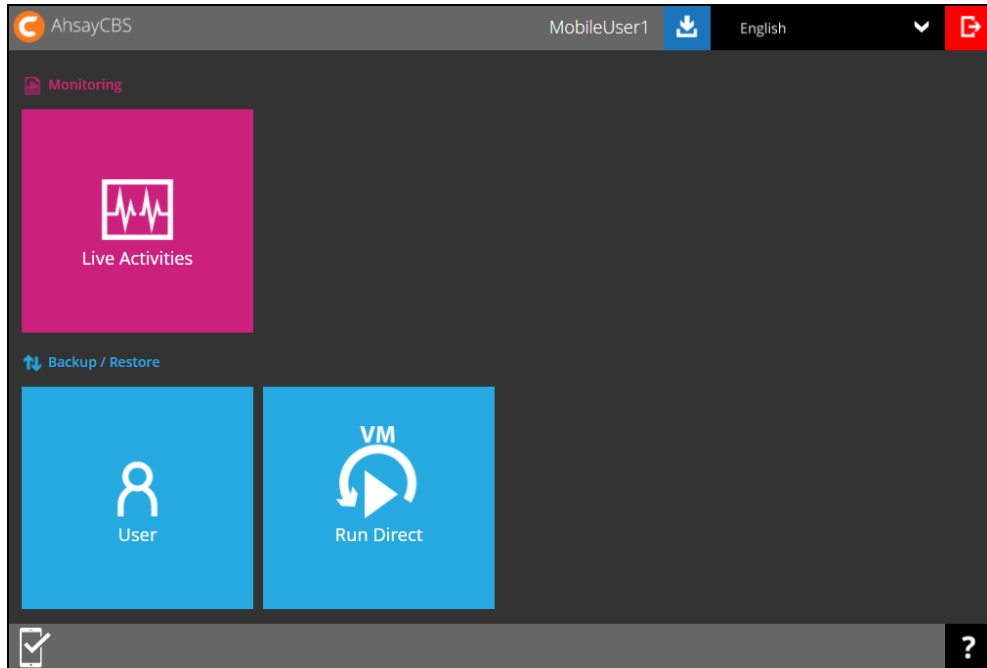 AhsayCBS
MobileUser1
English
Monitoring
Live Activities
Backup / Restore
User
VM
Run Direct
?